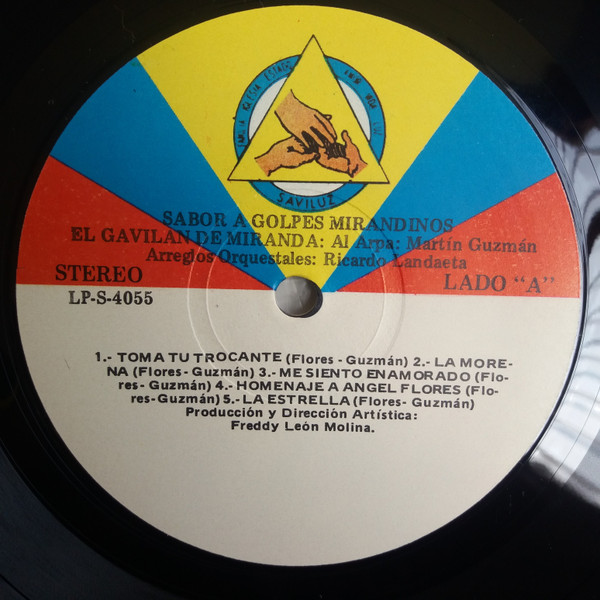 SAVILUZ
SABOR A GOLPES MIRANDINOS
EL GAVILAN DE MIRANDA: Al Arpa: Martín Guzmán
Arreglos Orquestales: Ricardo Landaeta
STEREO
LADO “A”
LP-S-4055
1.- TOMA TU TROCANTE (Flores - Guzmán) 2.- LA MORE-
NA (Flores - Guzmán) 3.- ME SIENTO ENAMORADO (Flo-
res- Guzmán) 4.- HOMENAJE A ANGEL FLORES (Flo-
res- Guzmán) 5.- LA ESTRELLA (Flores- Guzmán)
Producción y Dirección Artística:
Freddy León Molina.